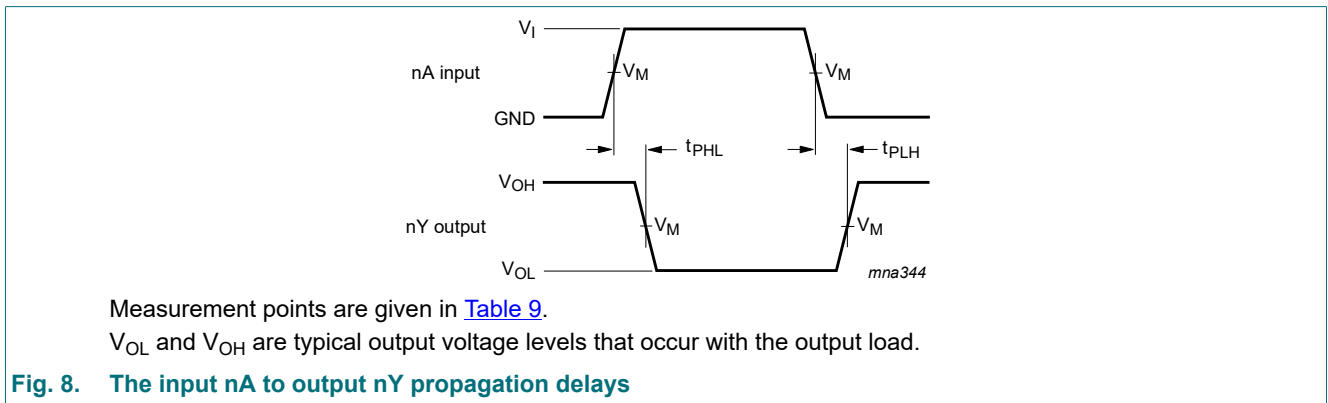 V_I
nA input
V_M
V_M
GND
t_PHL
t_PLH
V_OH
nY output
V_M
V_M
V_OL
mna344
Measurement points are given in Table 9.
V_OL and V_OH are typical output voltage levels that occur with the output load.
Fig. 8. The input nA to output nY propagation delays